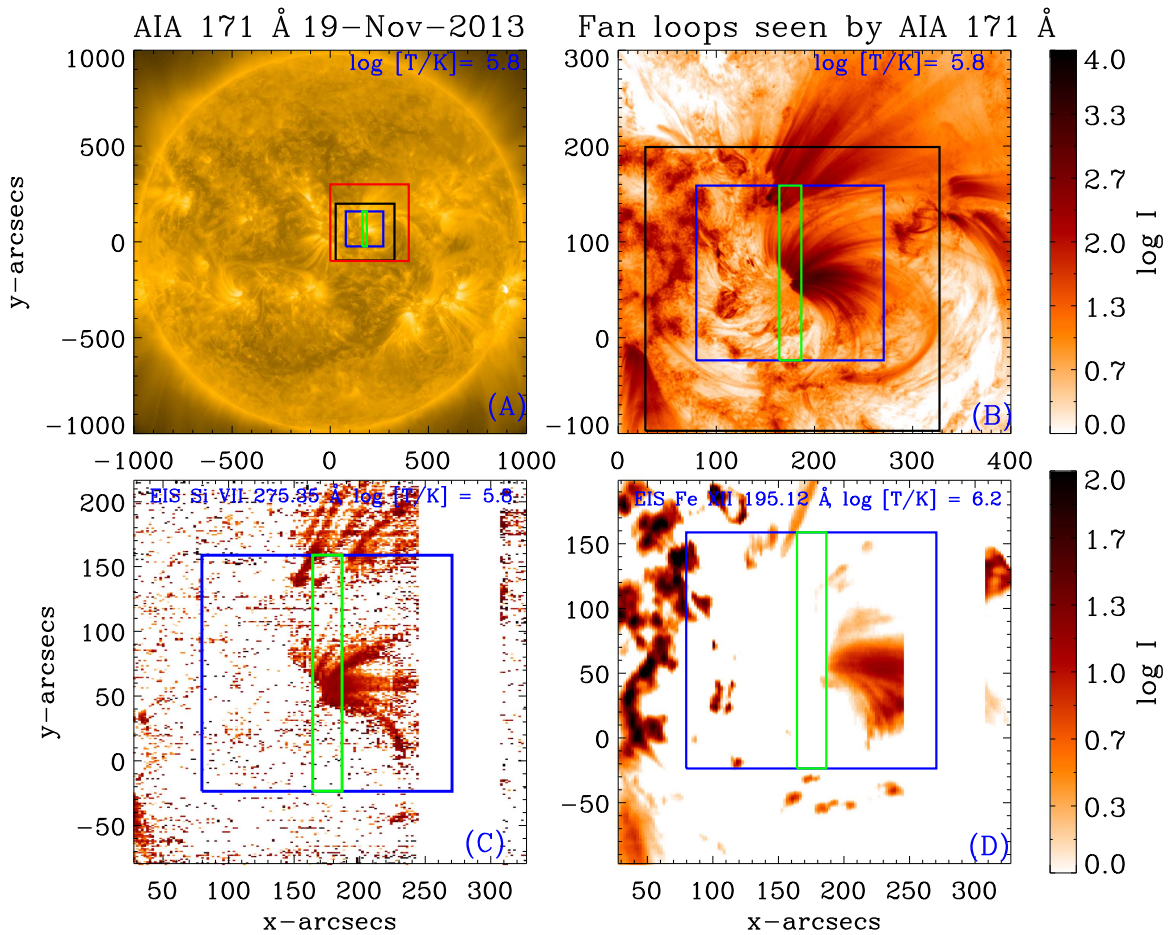 AIA 171 Å 19-Nov-2013
Fan loops seen by AIA 171 Å
log [T/K]= 5.8
(A)
1000
500
0
-500
-1000
y-arcsecs
-1000 -500 0 500 1000
log [T/K]= 5.8
(B)
300
200
100
0
-100
0 100 200 300 400
4.0
3.3
2.7
2.0
1.3
0.7
0.0
log I
EIS Si VII 275.35 Å, log [T/K] = 5.8
(C)
200
150
100
50
0
-50
y-arcsecs
50 100 150 200 250 300
x-arcsecs
EIS Fe XII 195.12 Å, log [T/K] = 6.2
(D)
150
100
50
0
-50
50 100 150 200 250 300
x-arcsecs
2.0
1.7
1.3
1.0
0.7
0.3
0.0
log I